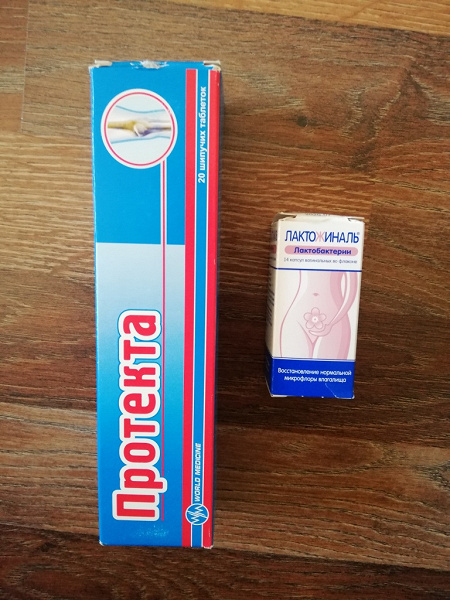 Протекта
20 шипучих таблеток
WORLD MEDICINE
ЛАКТОЖИНАЛЬ
Лактобактерии
14 капсул вагинальных во флаконе
Восстановление нормальной
микрофлоры влагалища